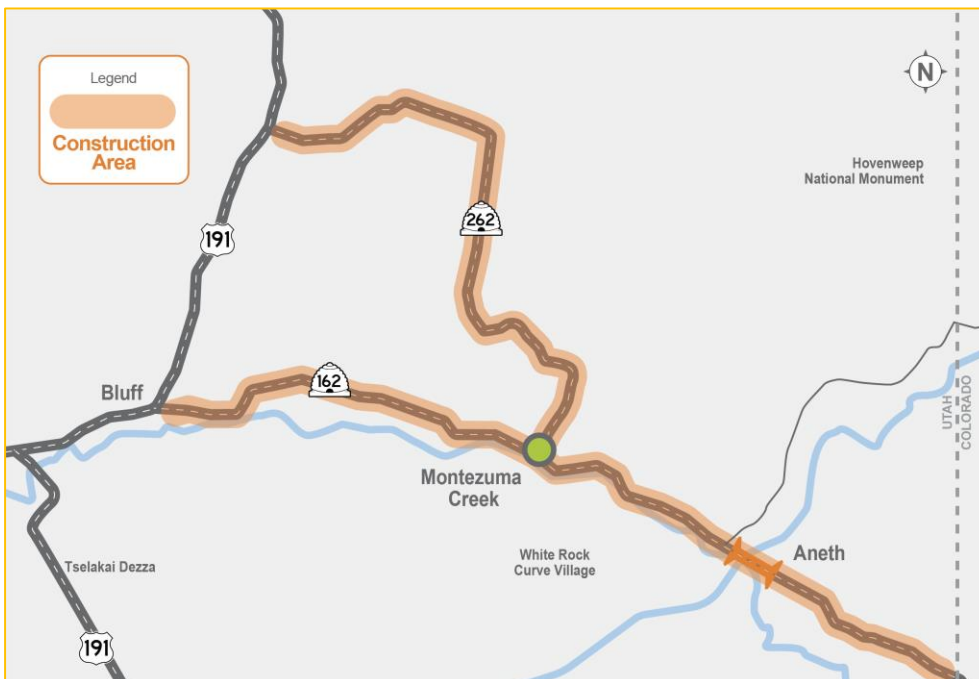 Legend
Construction
Area
N
Hovenweep
National Monument
262
191
162
Bluff
UTAH
COLORADO
Montezuma
Creek
White Rock
Curve Village
Aneth
Tselakai Dezza
191